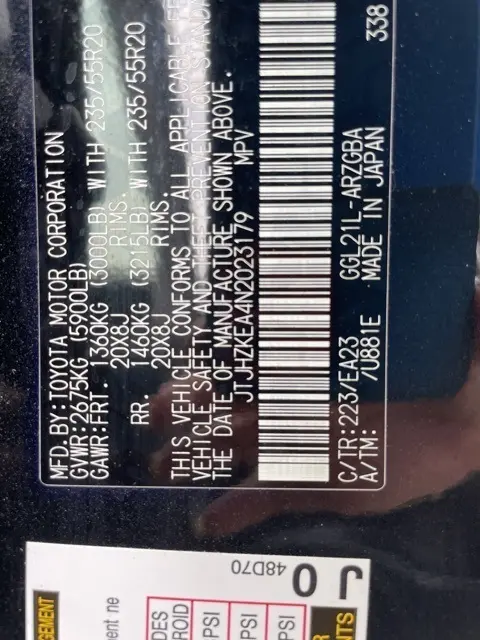 MFD. BY: TOYOTA MOTOR CORPORATION
GVWR: 2675KG (5900LB)
GAWR: FRT. 1360KG (3000LB) WITH 235/55R20
20X8J RIMS.
RR. 1460KG (3215LB) WITH 235/55R20
20X8J RIMS.
THIS VEHICLE CONFORMS TO ALL APPLICABLE
VEHICLE SAFETY AND THEFT PREVENTION
THE DATE OF MANUFACTURE SHOWN ABOVE.
JTJHZKEA4N2023179 MPV
338
C/TR: 223/EA23 GGL21L-ARZGBA
A/TM: /U881E MADE IN JAPAN
J 0
48D70
PSI
PSI
PSI